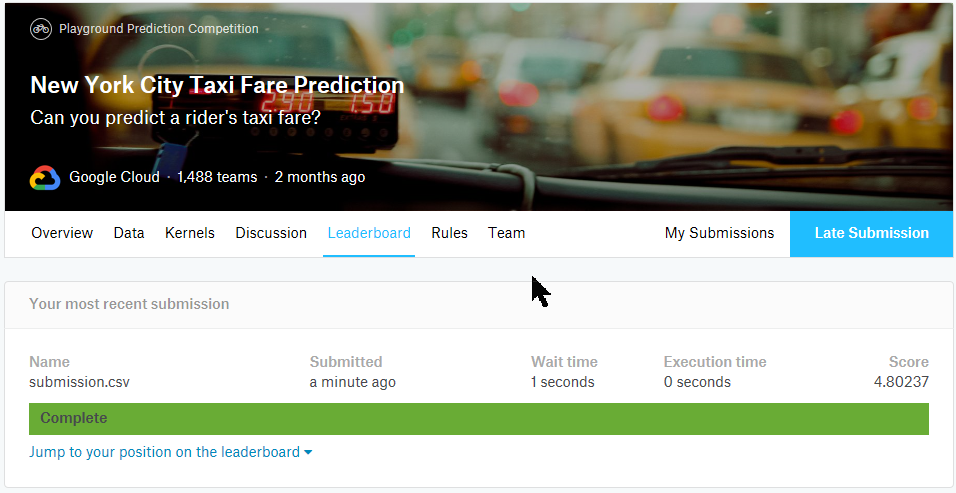 Playground Prediction Competition
New York City Taxi Fare Prediction
2.90 1.50
Can you predict a rider's taxi fare?
Google Cloud · 1,488 teams · 2 months ago
Overview Data Kernels Discussion Leaderboard Rules Team My Submissions Late Submission
Your most recent submission
Name Submitted Wait time Execution time Score
submission.csv a minute ago 1 seconds 0 seconds 4.80237
Complete
Jump to your position on the leaderboard